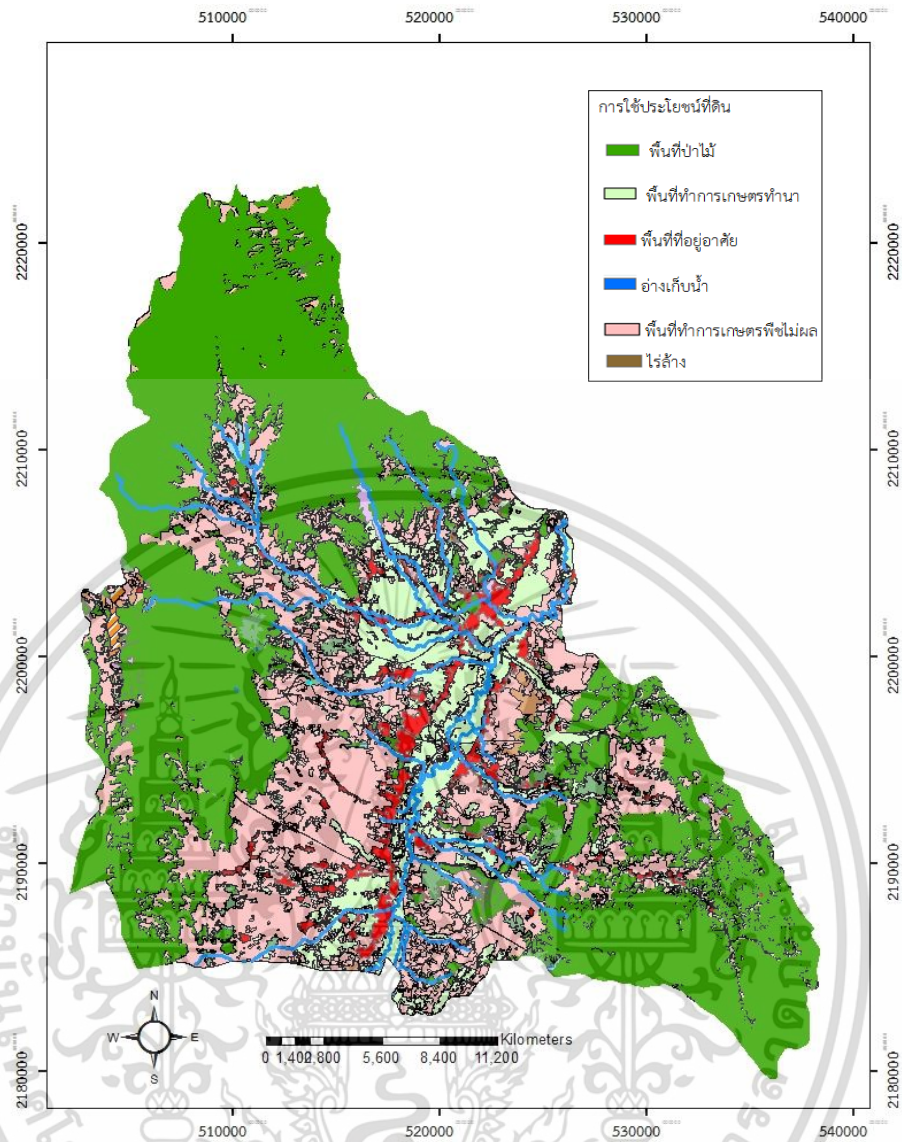 510000 520000 530000 540000
การใช้ประโยชน์ที่ดิน
พื้นที่ป่าไม้
พื้นที่ทำการเกษตรทำนา
พื้นที่ที่อยู่อาศัย
อ่างเก็บน้ำ
พื้นที่ทำการเกษตรพืชไม่ผล
ไร่ล้าง
2220000 2220000
2210000 2210000
2200000 2200000
2190000 2190000
2180000 2180000
N
W E
S
Kilometers
0 1,400 2,800 5,600 8,400 11,200
510000 520000 530000 540000